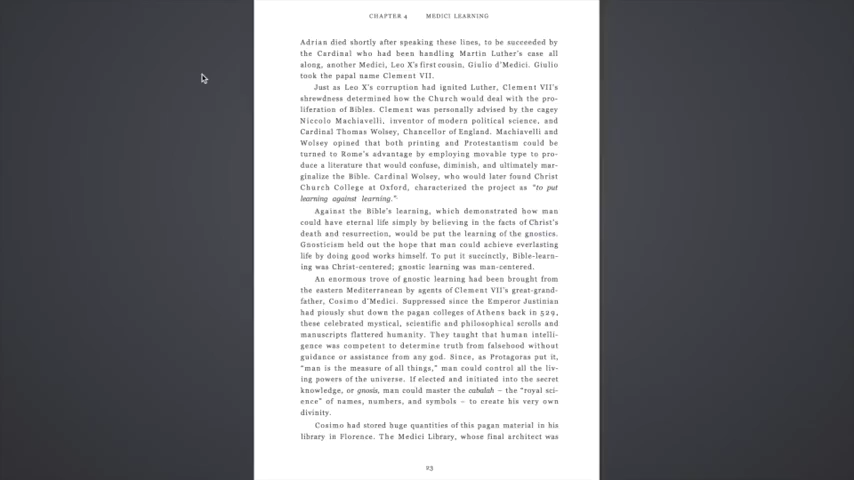 CHAPTER 4 MEDICI LEARNING
Adrian died shortly after speaking these lines, to be succeeded by
the Cardinal who had been handling Martin Luther's case all
along, another Medici, Leo X's first cousin, Giulio d'Medici. Giulio
took the papal name Clement VII.
Just as Leo X's corruption had ignited Luther, Clement VII's
shrewdness determined how the Church would deal with the pro-
liferation of Bibles. Clement was personally advised by the cagey
Niccolo Machiavelli, inventor of modern political science, and
Cardinal Thomas Wolsey, Chancellor of England. Machiavelli and
Wolsey opined that both printing and Protestantism could be
turned to Rome's advantage by employing movable type to pro-
duce a literature that would confuse, diminish, and ultimately mar-
ginalize the Bible. Cardinal Wolsey, who would later found Christ
Church College at Oxford, characterized the project as "to put
learning against learning."
Against the Bible's learning, which demonstrated how man
could have eternal life simply by believing in the facts of Christ's
death and resurrection, would be put the learning of the gnostics.
Gnosticism held out the hope that man could achieve everlasting
life by doing good works himself. To put it succinctly, Bible-learn-
ing was Christ-centered; gnostic learning was man-centered.
An enormous trove of gnostic learning had been brought from
the eastern Mediterranean by agents of Clement VII's great-grand-
father, Cosimo d'Medici. Suppressed since the Emperor Justinian
had piously shut down the pagan colleges of Athens back in 529,
these celebrated mystical, scientific and philosophical scrolls and
manuscripts flattered humanity. They taught that human intelli-
gence was competent to determine truth from falsehood without
guidance or assistance from any god. Since, as Protagoras put it,
"man is the measure of all things," man could control all the liv-
ing powers of the universe. If elected and initiated into the secret
knowledge, or gnosis, man could master the cabalah – the "royal sci-
ence" of names, numbers, and symbols – to create his very own
divinity.
Cosimo had stored huge quantities of this pagan material in his
library in Florence. The Medici Library, whose final architect was
23